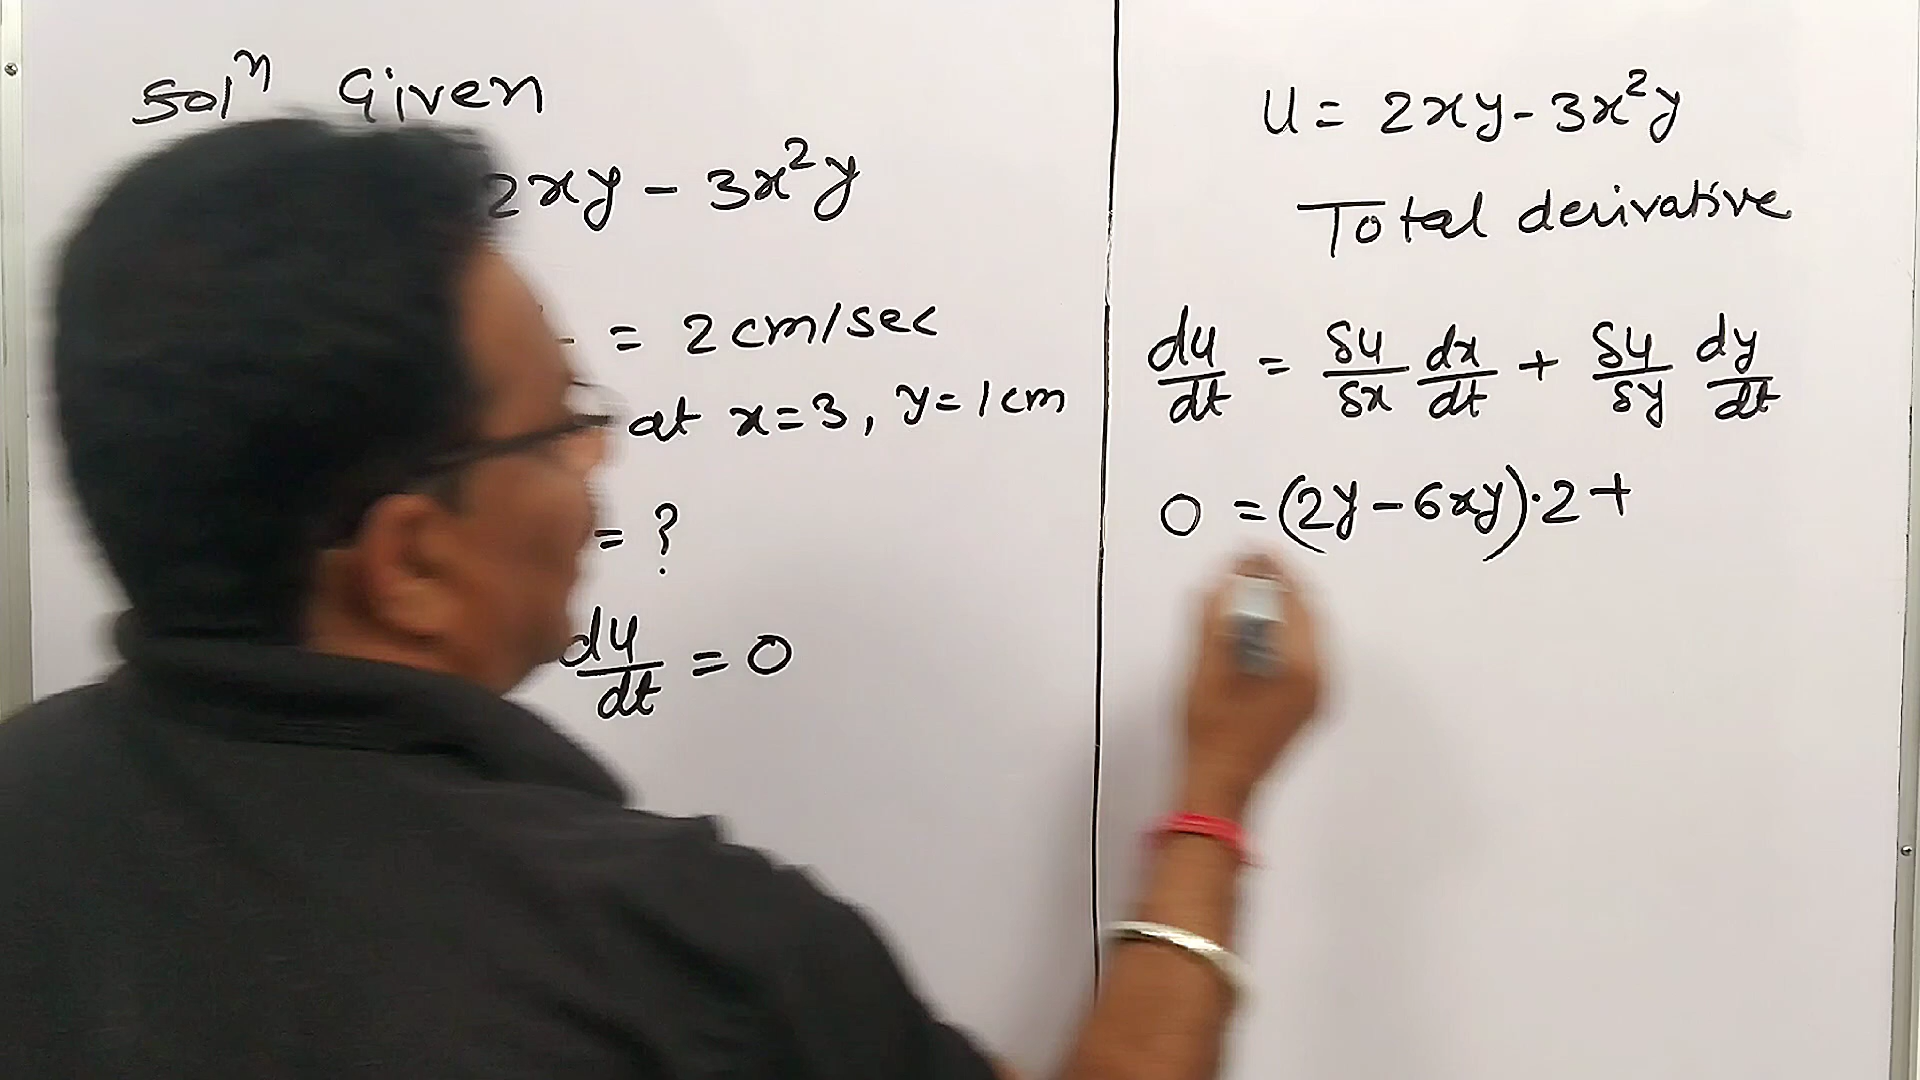 Solⁿ Given
2xy - 3x²y
= 2 cm/sec
at x=3, y=1cm
= ?
du/dt = 0
U = 2xy - 3x²y
Total derivative
du/dt = δu/δx dx/dt + δu/δy dy/dt
0 = (2y - 6xy)·2 +